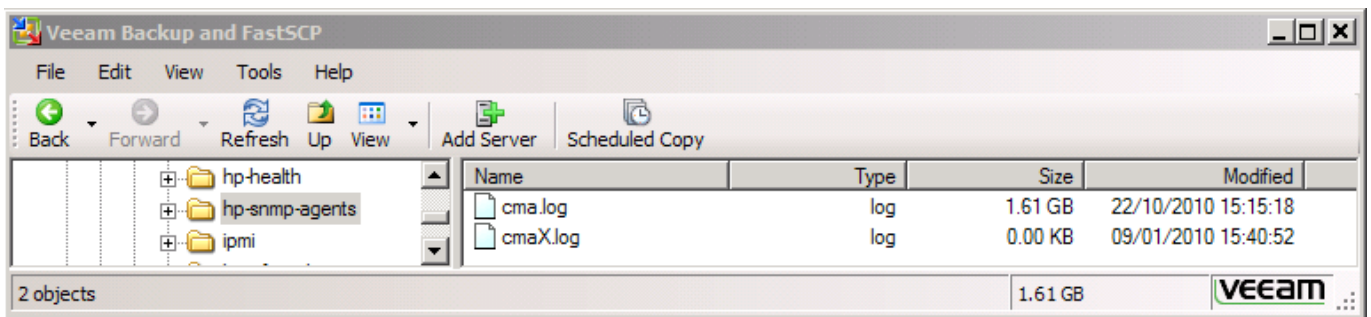 Veeam Backup and FastSCP
File Edit View Tools Help
Back Forward Refresh Up View Add Server Scheduled Copy
hp-health
hp-snmp-agents
ipmi
Name Type Size Modified
cma.log log 1.61 GB 22/10/2010 15:15:18
cmaX.log log 0.00 KB 09/01/2010 15:40:52
2 objects 1.61 GB veeam